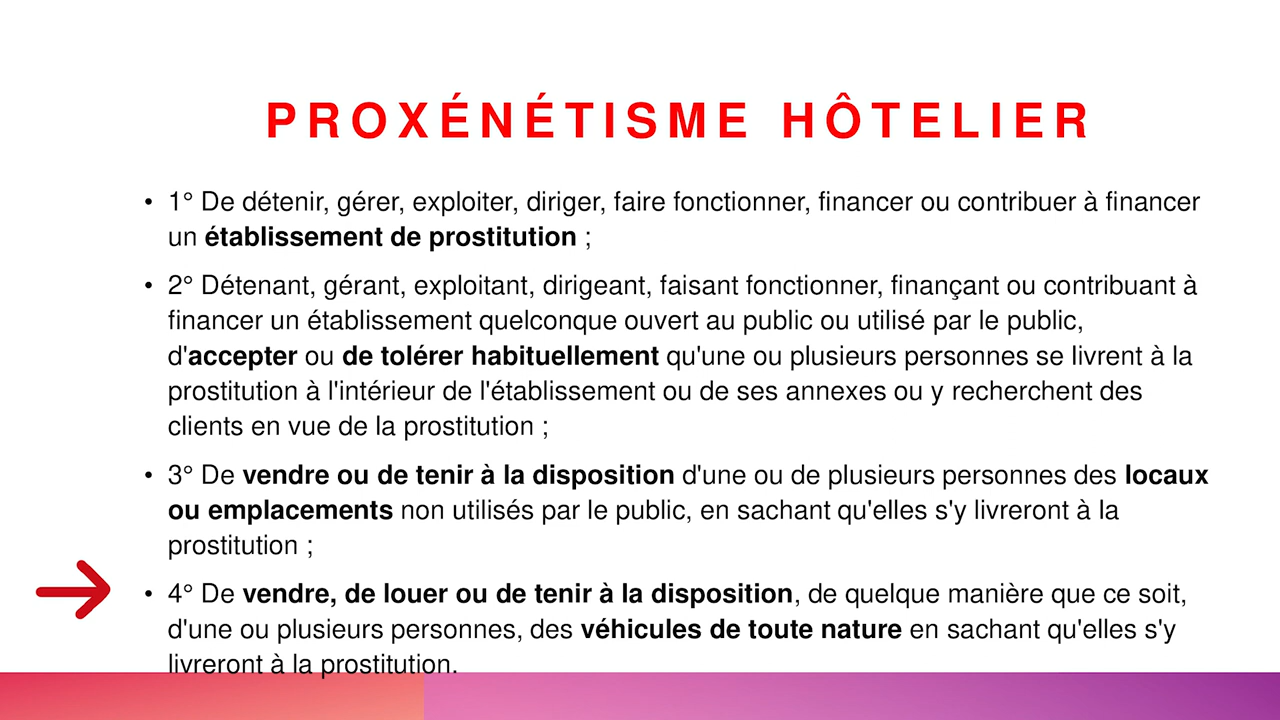 PROXÉNÉTISME HÔTELIER
• 1° De détenir, gérer, exploiter, diriger, faire fonctionner, financer ou contribuer à financer
un établissement de prostitution ;
• 2° Détenant, gérant, exploitant, dirigeant, faisant fonctionner, finançant ou contribuant à
financer un établissement quelconque ouvert au public ou utilisé par le public,
d'accepter ou de tolérer habituellement qu'une ou plusieurs personnes se livrent à la
prostitution à l'intérieur de l'établissement ou de ses annexes ou y recherchent des
clients en vue de la prostitution ;
• 3° De vendre ou de tenir à la disposition d'une ou de plusieurs personnes des locaux
ou emplacements non utilisés par le public, en sachant qu'elles s'y livreront à la
prostitution ;
• 4° De vendre, de louer ou de tenir à la disposition, de quelque manière que ce soit,
d'une ou plusieurs personnes, des véhicules de toute nature en sachant qu'elles s'y
livreront à la prostitution.